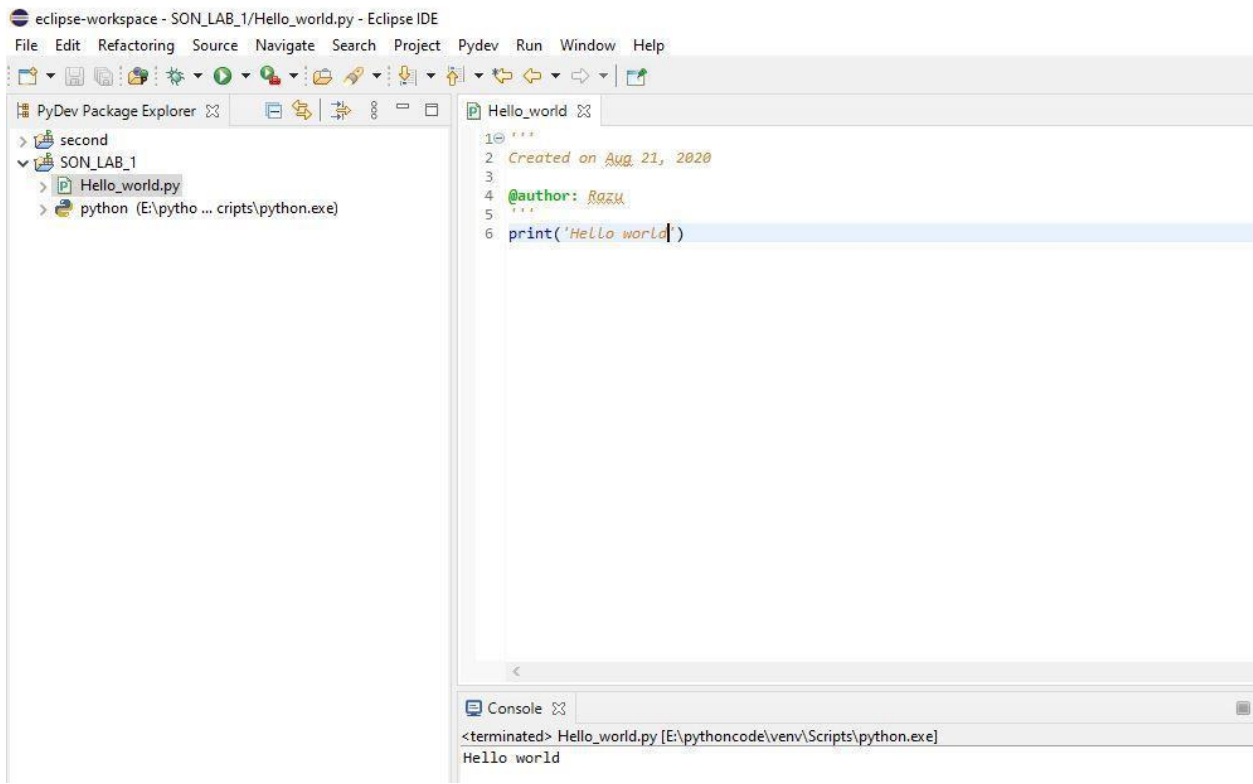 eclipse-workspace - SON_LAB_1/Hello_world.py - Eclipse IDE
File Edit Refactoring Source Navigate Search Project Pydev Run Window Help
PyDev Package Explorer
second
SON_LAB_1
Hello_world.py
python (E:\pytho ... cripts\python.exe)
Hello_world
1 '''
2 Created on Aug 21, 2020
3
4 @author: Razu
5 '''
6 print('Hello world')
Console
<terminated> Hello_world.py [E:\pythoncode\venv\Scripts\python.exe]
Hello world